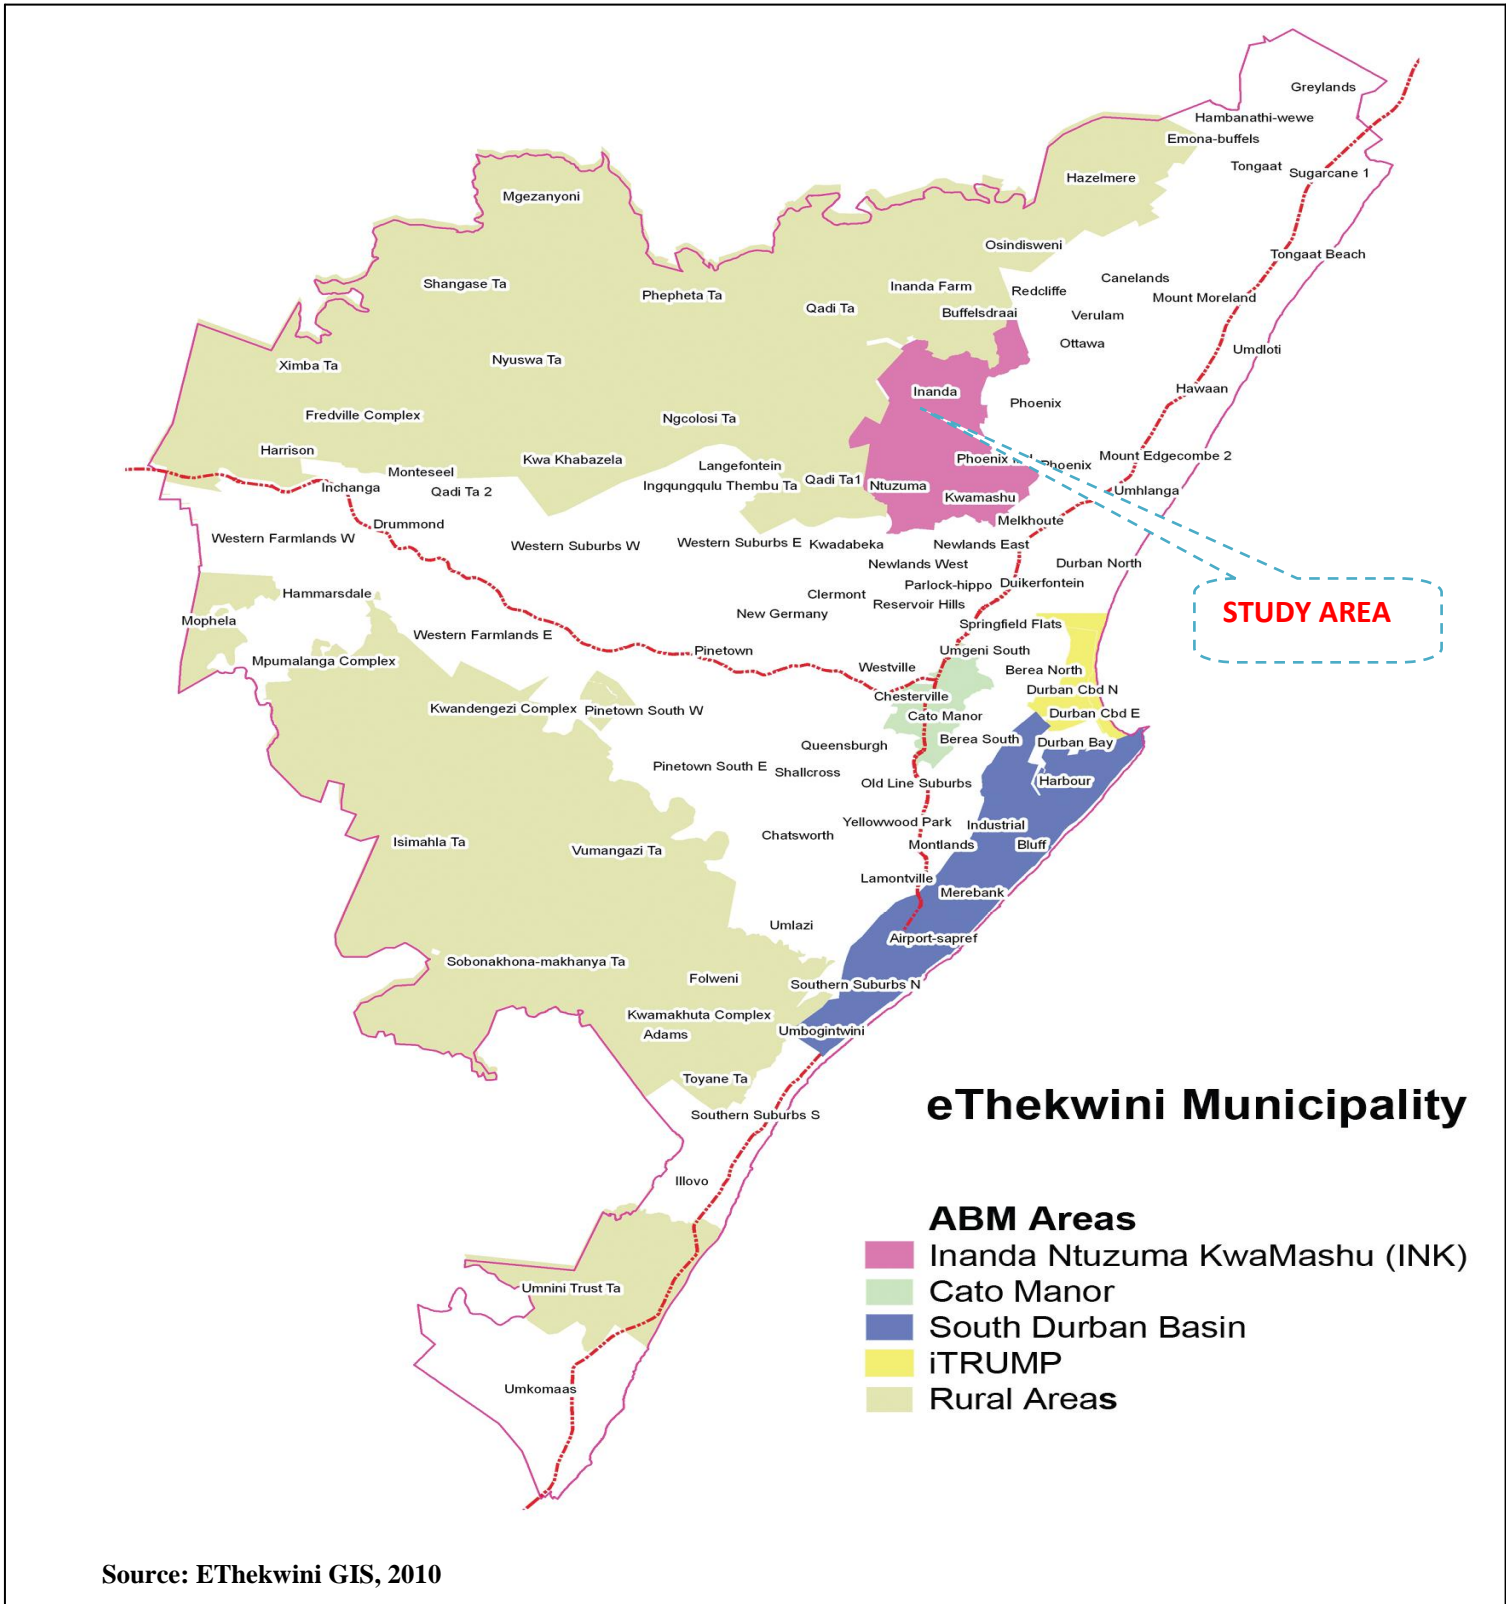 Greylands
Hambanathi-wewe
Emona-buffels
Tongaat
Sugarcane 1
Hazelmere
Mgezanyoni
Osindisweni
Tongaat Beach
Canelands
Shangase Ta
Inanda Farm
Redcliffe
Phepheta Ta
Mount Moreland
Qadi Ta
Buffelsdraai
Verulam
Ottawa
Umdloti
Nyuswa Ta
Ximba Ta
Inanda
Hawaan
Phoenix
Fredville Complex
Ngcolosi Ta
Harrison
Mount Edgecombe 2
Kwa Khabazela
Phoenix
Phoenix
Langefontein
Monteseel
Qadi Ta1
Ingqungqulu Thembu Ta
Ntuzuma
Inchanga
Qadi Ta 2
Umhlanga
Kwamashu
Drummond
Melkhoute
Western Farmlands W
Western Suburbs W
Western Suburbs E
Kwadabeka
Newlands East
Newlands West
Durban North
Parlock-hippo
Duikerfontein
Hammarsdale
Clermont
Reservoir Hills
STUDY AREA
New Germany
Mophela
Springfield Flats
Western Farmlands E
Pinetown
Umgeni South
Mpumalanga Complex
Westville
Berea North
Durban Cbd N
Chesterville
Kwandengezi Complex
Pinetown South W
Durban Cbd E
Cato Manor
Berea South
Durban Bay
Queensburgh
Pinetown South E
Shallcross
Harbour
Old Line Suburbs
Yellowwood Park
Industrial
Chatsworth
Isimahla Ta
Montlands
Bluff
Vumangazi Ta
Lamontville
Merebank
Umlazi
Airport-sapref
Sobonakhona-makhanya Ta
Folweni
Southern Suburbs N
Kwamakhuta Complex
Umbogintwini
Adams
Toyane Ta
Southern Suburbs S
eThekwini Municipality
Illovo
ABM Areas
Inanda Ntuzuma KwaMashu (INK)
Umnini Trust Ta
Cato Manor
South Durban Basin
iTRUMP
Umkomaas
Rural Areas
Source: EThekwini GIS, 2010